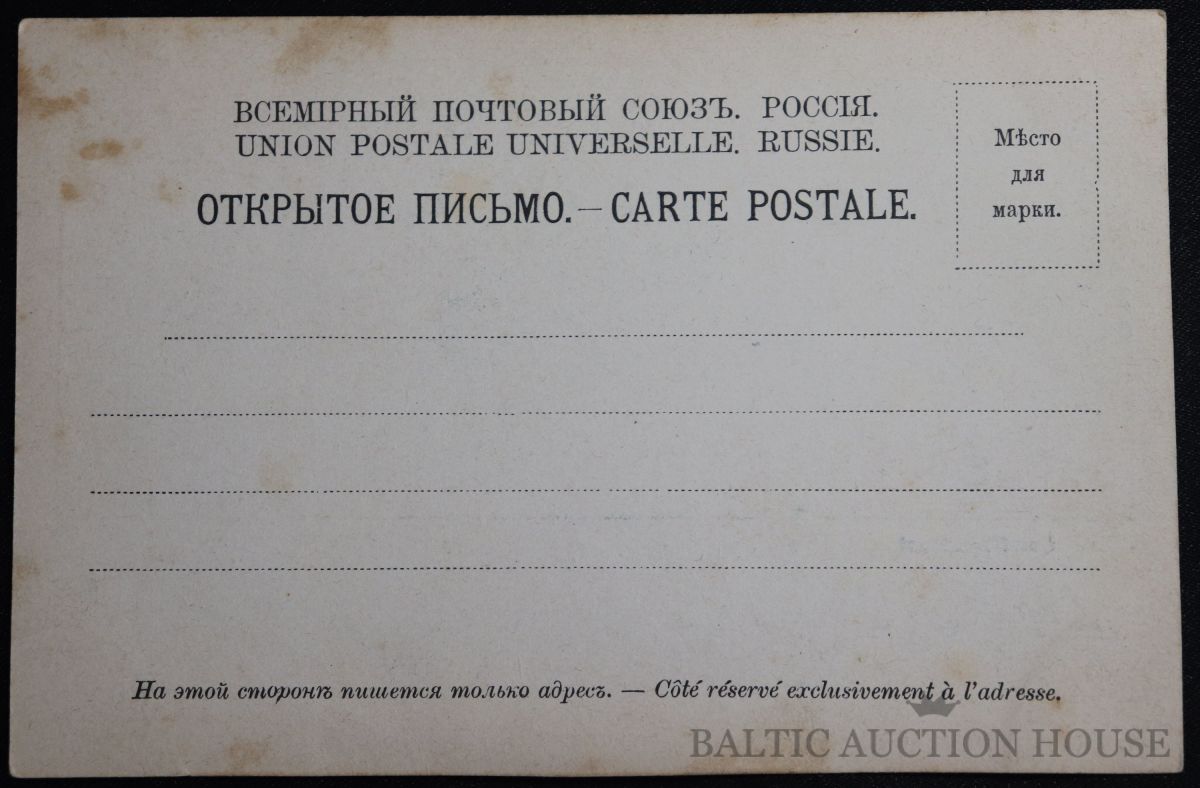 ВСЕМІРНЫЙ ПОЧТОВЫЙ СОЮЗЪ. РОССІЯ.
UNION POSTALE UNIVERSELLE. RUSSIE.
ОТКРЫТОЕ ПИСЬМО.—CARTE POSTALE.
Мѣсто
для
марки.
На этой сторонѣ пишется только адресъ. — Côté réservé exclusivement à l'adresse.
BALTIC AUCTION HOUSE